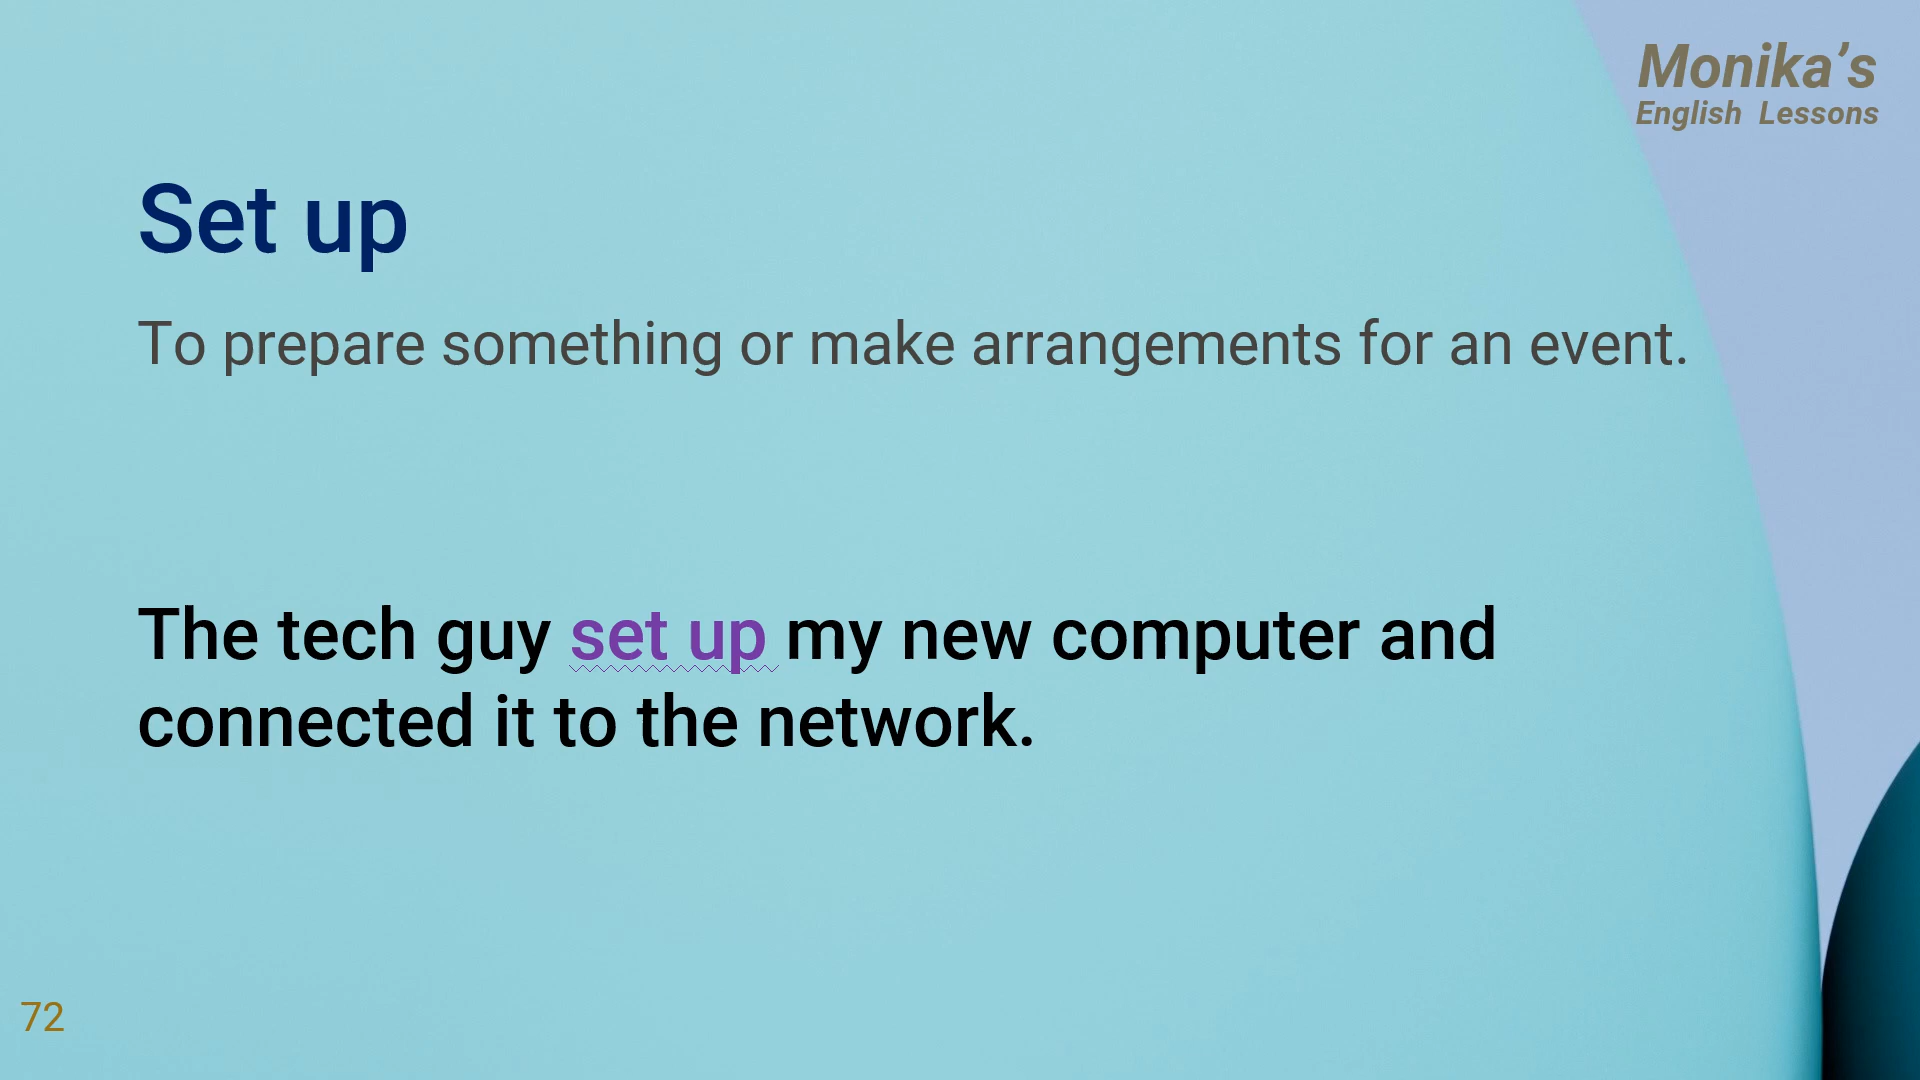 Monika’s
English Lessons
Set up
To prepare something or make arrangements for an event.
The tech guy set up my new computer and
connected it to the network.
72